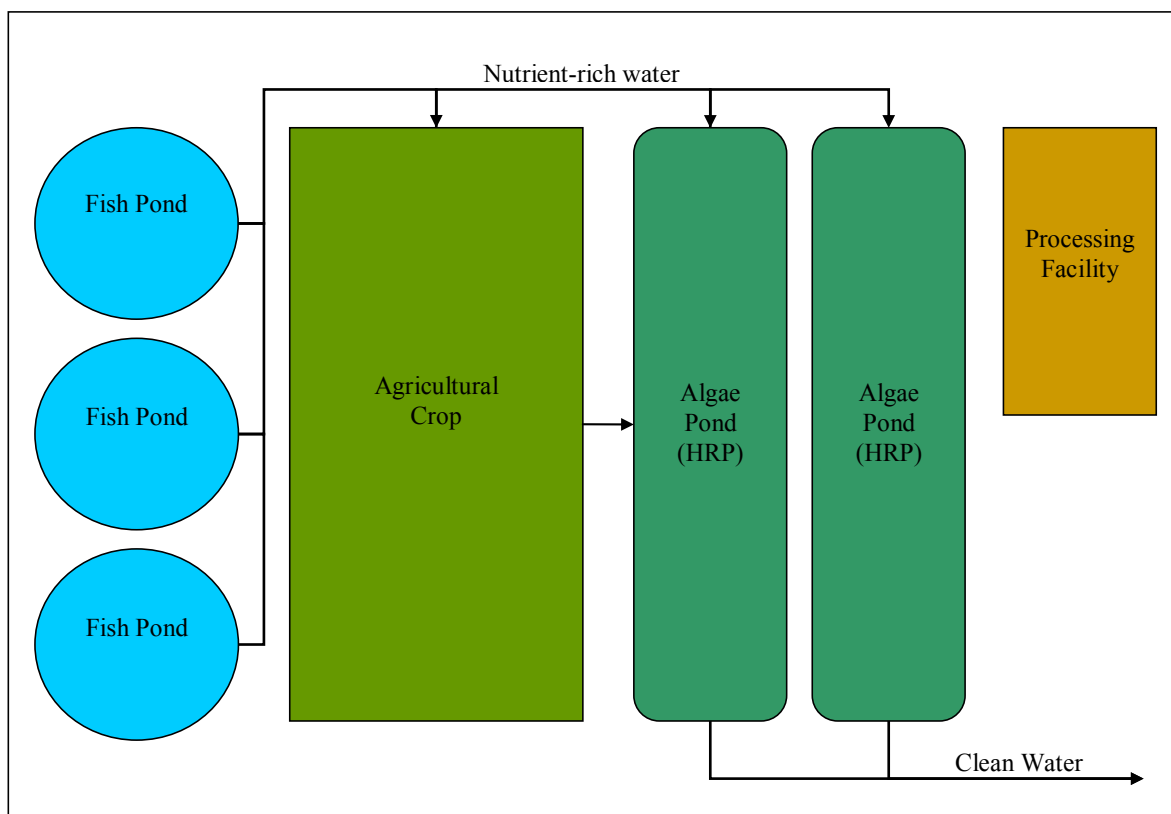 Nutrient-rich water
Fish Pond
Fish Pond
Fish Pond
Agricultural
Crop
Algae
Pond
(HRP)
Algae
Pond
(HRP)
Processing
Facility
Clean Water